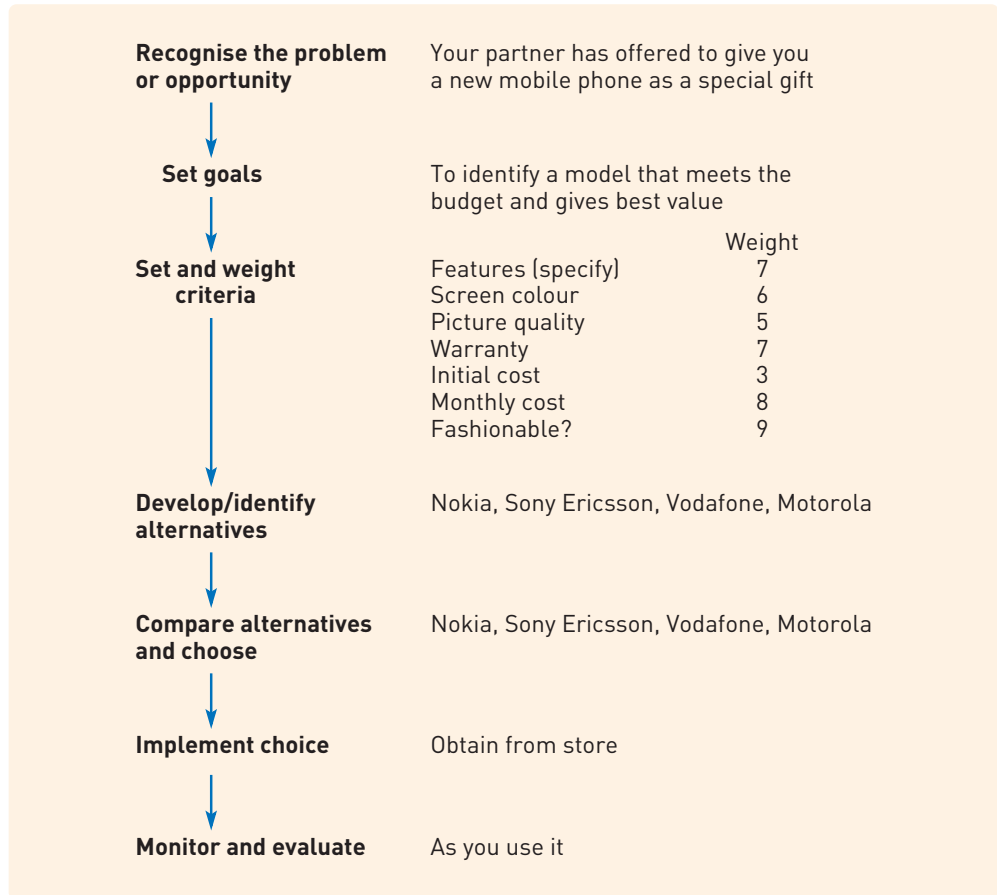 Recognise the problem
or opportunity
Your partner has offered to give you
a new mobile phone as a special gift
Set goals
To identify a model that meets the
budget and gives best value
Set and weight
criteria
Weight
Features (specify) 7
Screen colour 6
Picture quality 5
Warranty 7
Initial cost 3
Monthly cost 8
Fashionable? 9
Develop/identify
alternatives
Nokia, Sony Ericsson, Vodafone, Motorola
Compare alternatives
and choose
Nokia, Sony Ericsson, Vodafone, Motorola
Implement choice
Obtain from store
Monitor and evaluate
As you use it